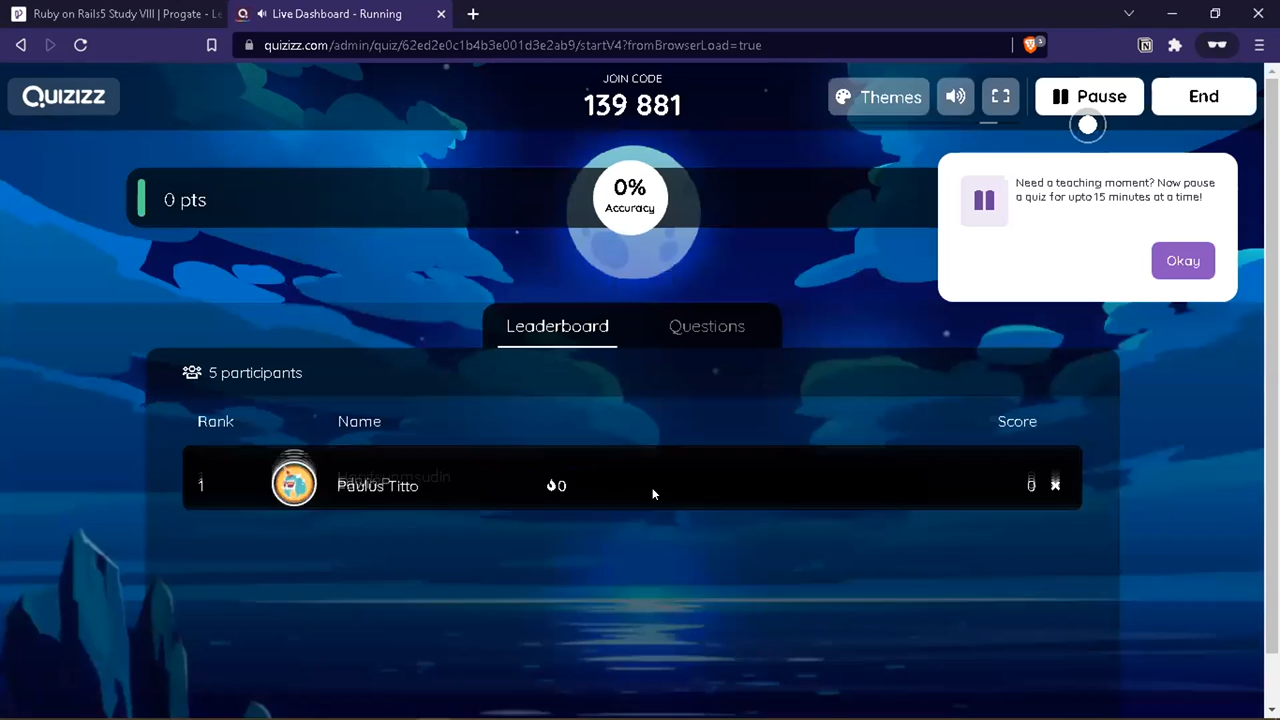 Ruby on Rails5 Study VIII | Progate - Le
Live Dashboard - Running
quizizz.com/admin/quiz/62ed2e0c1b4b3e001d3e2ab9/startV4?fromBrowserLoad=true
3
QUIZIZZ
JOIN CODE
139 881
Themes
Pause
End
0 pts
0%
Accuracy
Need a teaching moment? Now pause
a quiz for upto 15 minutes at a time!
Okay
Leaderboard
Questions
5 participants
Rank
Name
Score
1
Paulus Titto
0
0